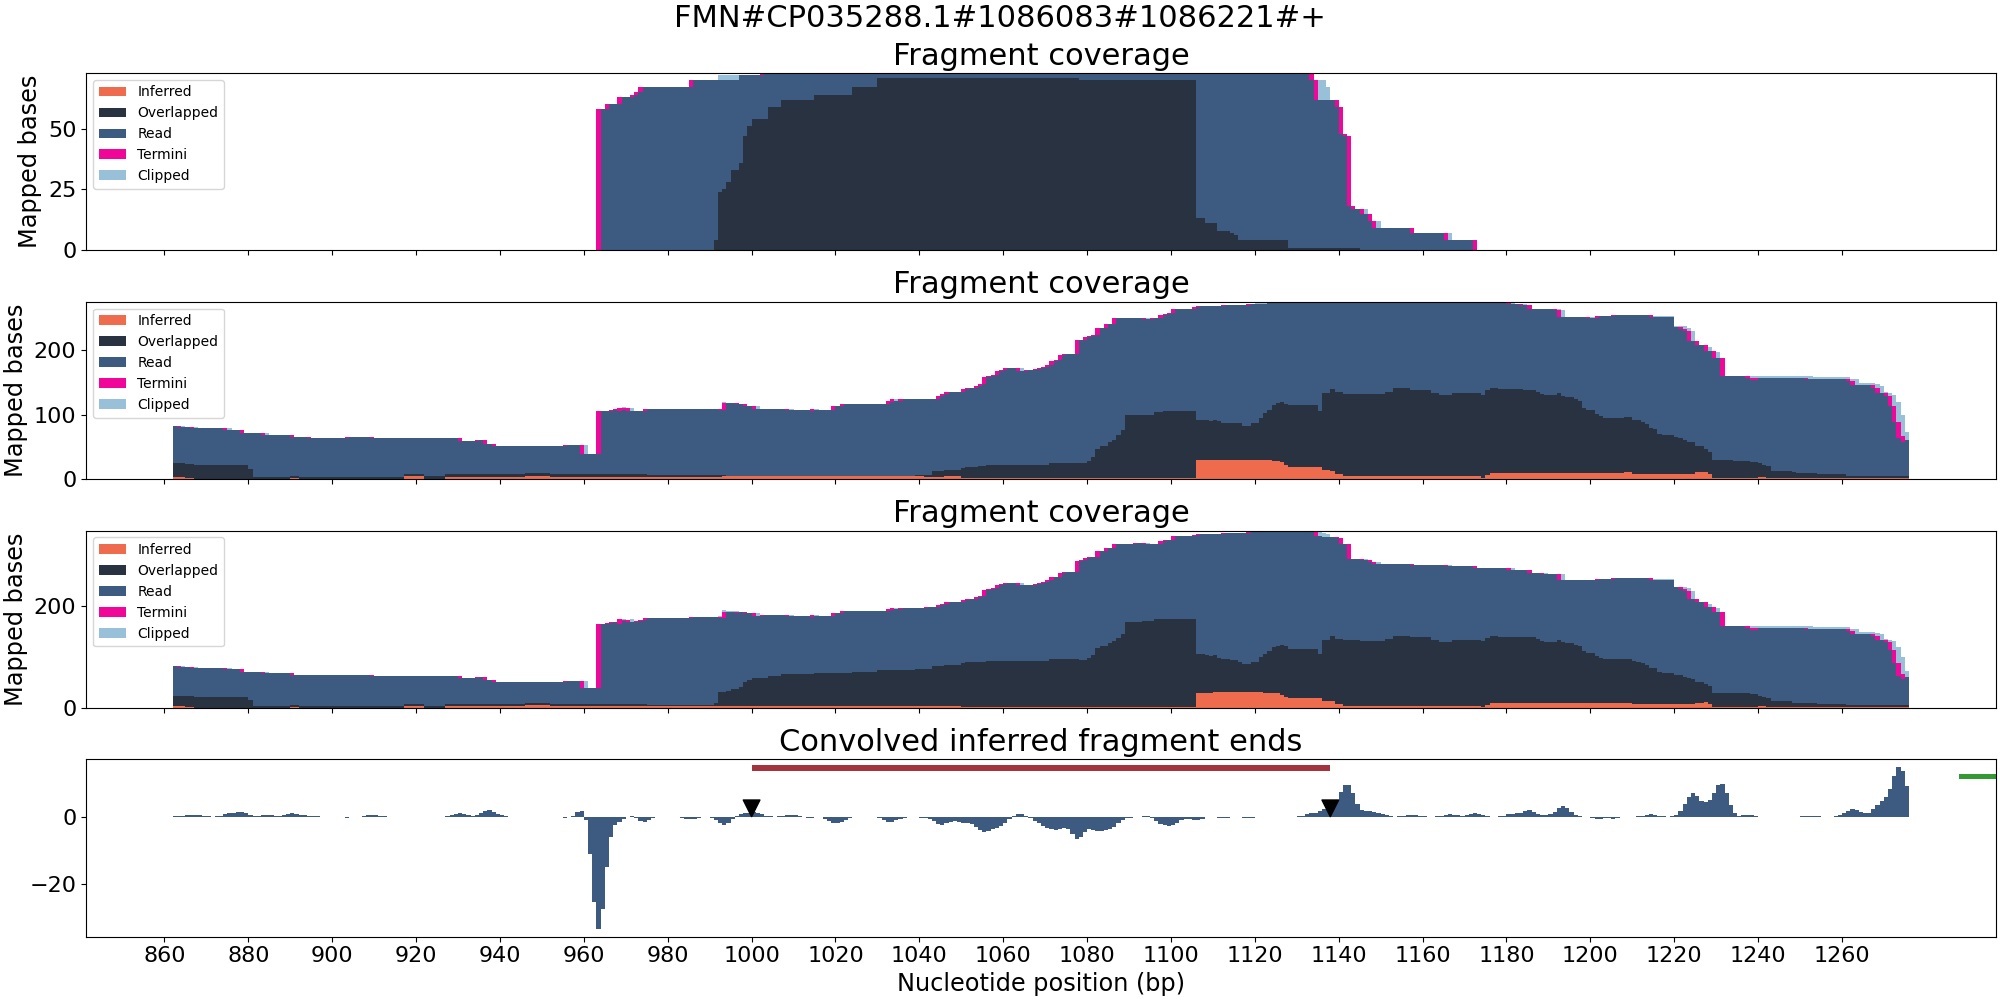 FMN#CP035288.1#1086083#1086221#+
Fragment coverage
Mapped bases
50
25
0
Inferred
Overlapped
Read
Termini
Clipped
Fragment coverage
Mapped bases
200
100
0
Inferred
Overlapped
Read
Termini
Clipped
Fragment coverage
Mapped bases
200
0
Inferred
Overlapped
Read
Termini
Clipped
Convolved inferred fragment ends
0
−20
860 880 900 920 940 960 980 1000 1020 1040 1060 1080 1100 1120 1140 1160 1180 1200 1220 1240 1260
Nucleotide position (bp)